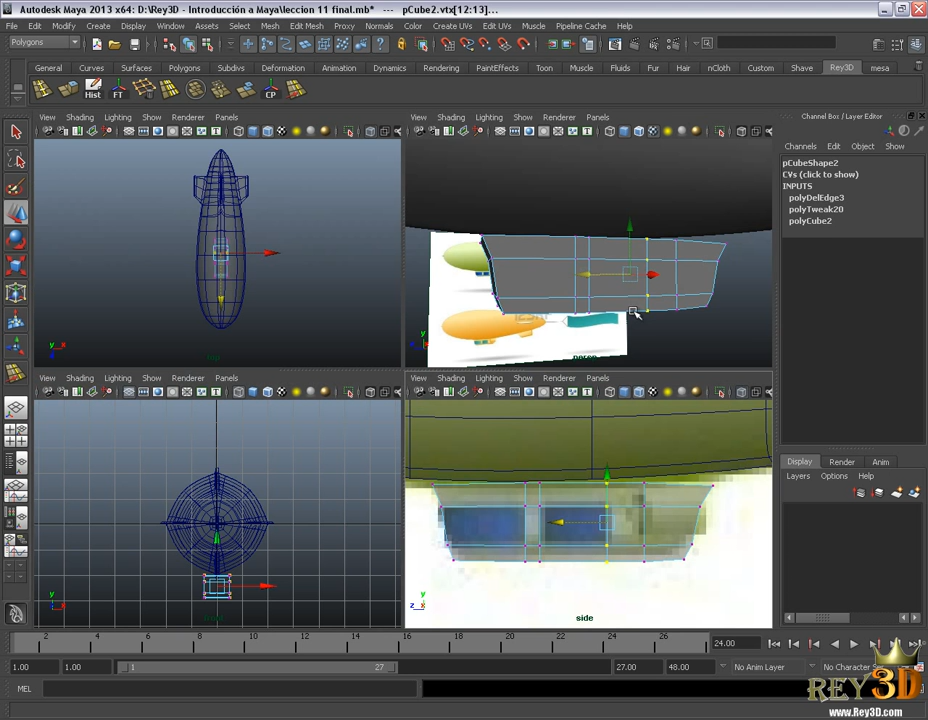 Autodesk Maya 2013 x64: D:\Rey3D - Introducción a Maya\leccion 11 final.mb* --- pCube2.vtx[12:13]...
File Edit Modify Create Display Window Assets Select Mesh Edit Mesh Proxy Normals Color Create UVs Edit UVs Muscle Pipeline Cache Help
Polygons
General Curves Surfaces Polygons Subdivs Deformation Animation Dynamics Rendering PaintEffects Toon Muscle Fluids Fur Hair nCloth Custom Shave Rey3D mesa
Hist FT CP
Channel Box / Layer Editor
View Shading Lighting Show Renderer Panels
View Shading Lighting Show Renderer Panels
Channels Edit Object Show
pCubeShape2
CVs (click to show)
INPUTS
polyDelEdge3
polyTweak20
polyCube2
y
x
top
y
persp
View Shading Lighting Show Renderer Panels
View Shading Lighting Show Renderer Panels
Display Render Anim
Layers Options Help
y
x
y
z
side
2 4 6 8 10 12 14 16 18 20 22 24 26
24.00
1.00 1.00 1 27 27.00 48.00 No Anim Layer No Character
MEL
REY3D
www.Rey3D.com